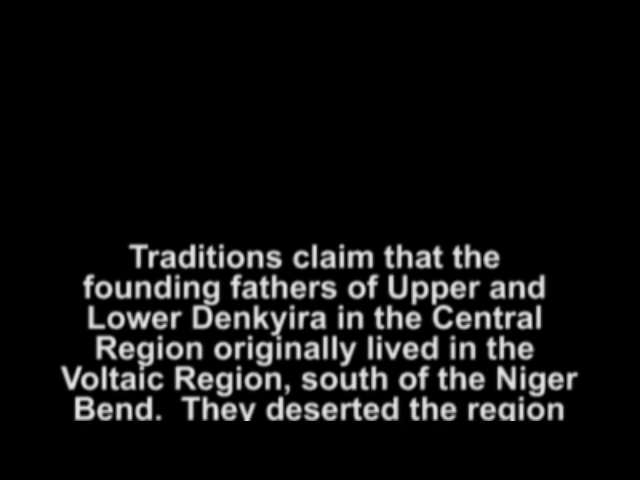 Traditions claim that the
founding fathers of Upper and
Lower Denkyira in the Central
Region originally lived in the
Voltaic Region, south of the Niger
Bend.  They deserted the region